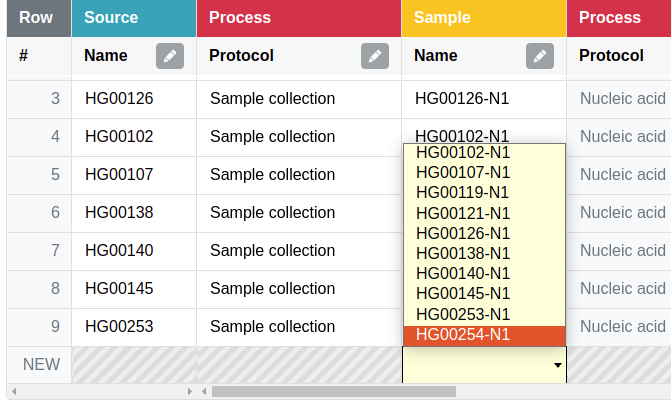 Row Source Process Sample Process
# Name Protocol Name Protocol
3 HG00126 Sample collection HG00126-N1 Nucleic acid
4 HG00102 Sample collection HG00102-N1 Nucleic acid
HG00102-N1
5 HG00107 Sample collection HG00107-N1 Nucleic acid
HG00119-N1
6 HG00138 Sample collection HG00121-N1 Nucleic acid
HG00126-N1
7 HG00140 Sample collection HG00138-N1 Nucleic acid
HG00140-N1
8 HG00145 Sample collection HG00145-N1 Nucleic acid
HG00253-N1
9 HG00253 Sample collection HG00254-N1 Nucleic acid
NEW